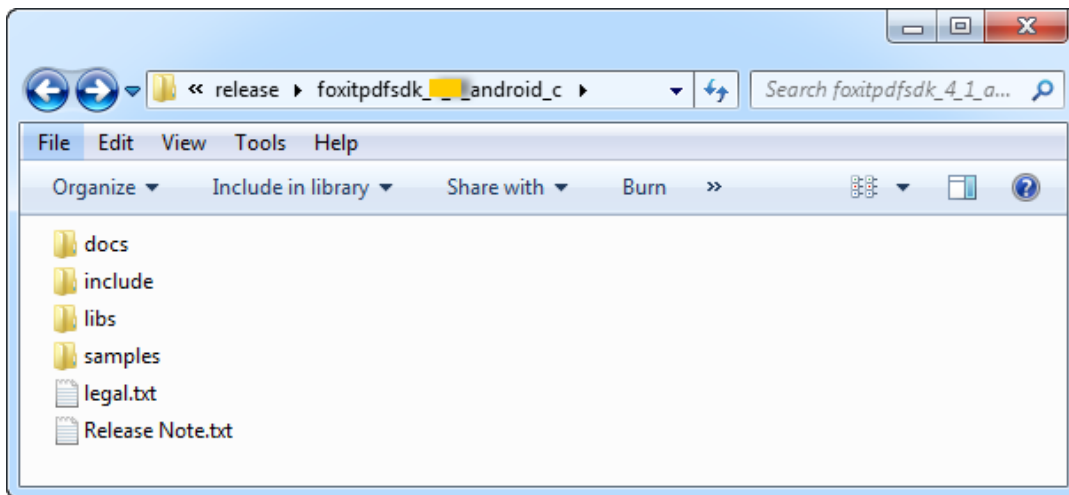 « release ▸ foxitpdfsdk_ _ _android_c ▸ Search foxitpdfsdk_4_1_a...
File Edit View Tools Help
Organize ▾ Include in library ▾ Share with ▾ Burn »
docs
include
libs
samples
legal.txt
Release Note.txt